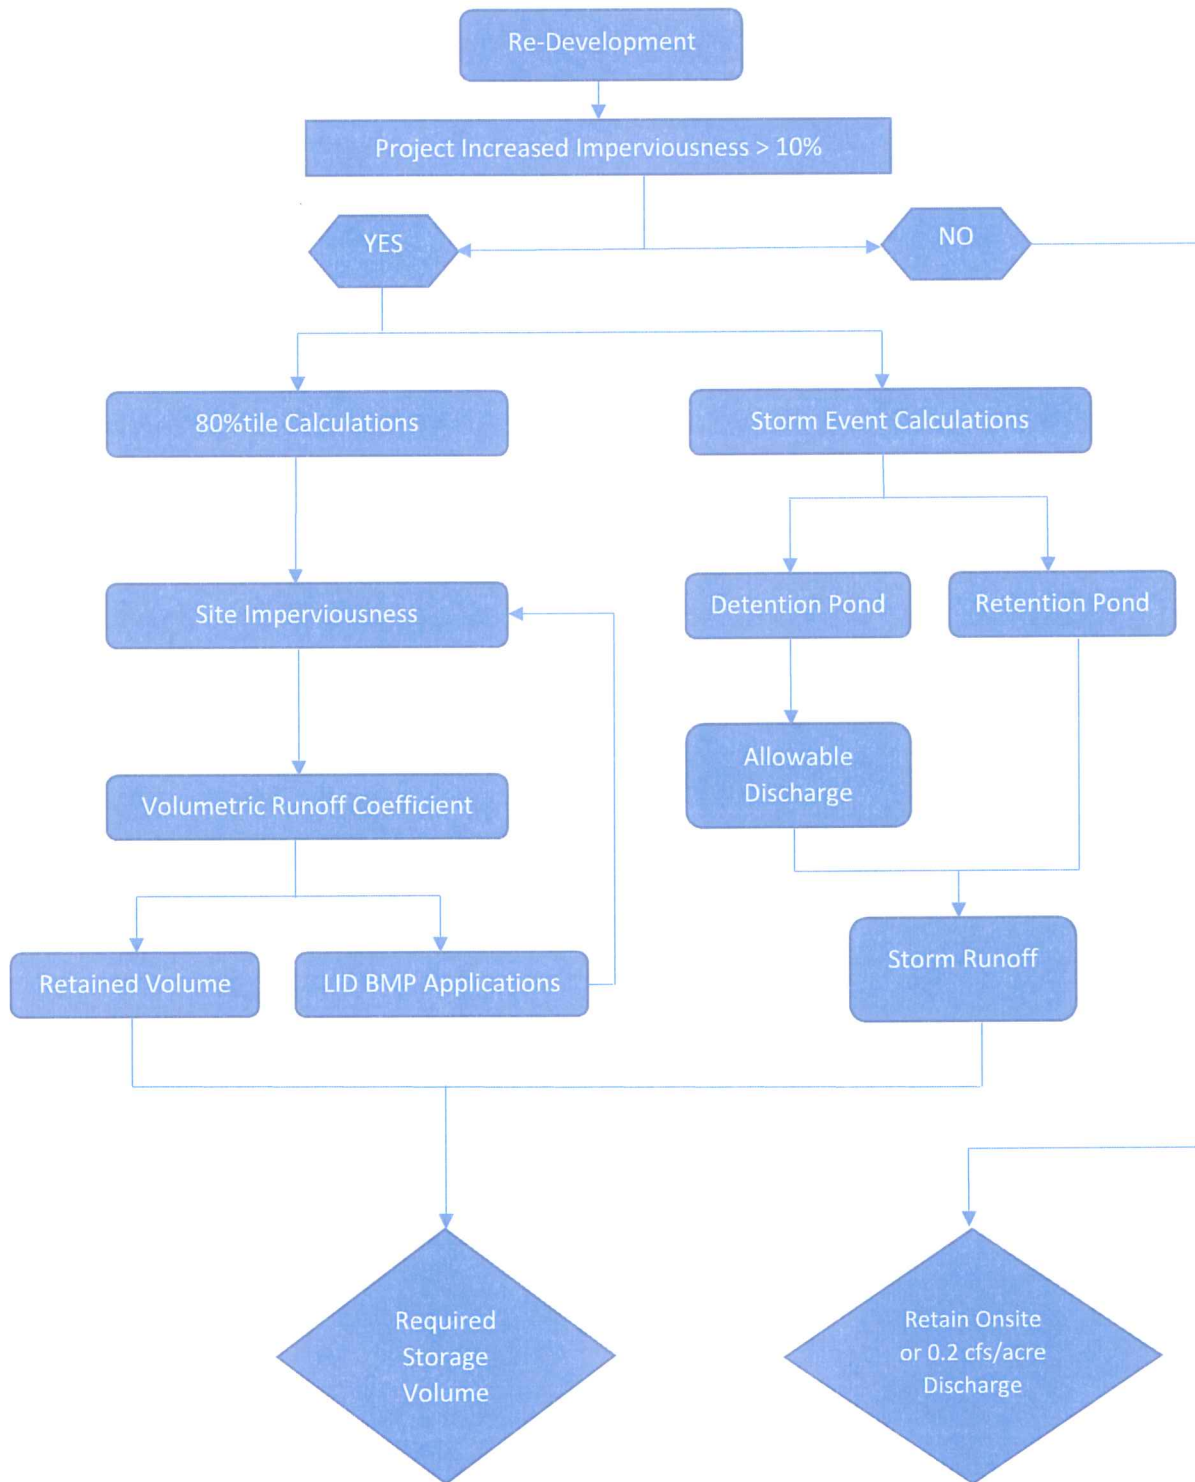 Re-Development
Project Increased Imperviousness > 10%
YES
NO
80%tile Calculations
Storm Event Calculations
Site Imperviousness
Detention Pond
Retention Pond
Allowable
Discharge
Volumetric Runoff Coefficient
Retained Volume
LID BMP Applications
Storm Runoff
Required
Storage
Volume
Retain Onsite
or 0.2 cfs/acre
Discharge